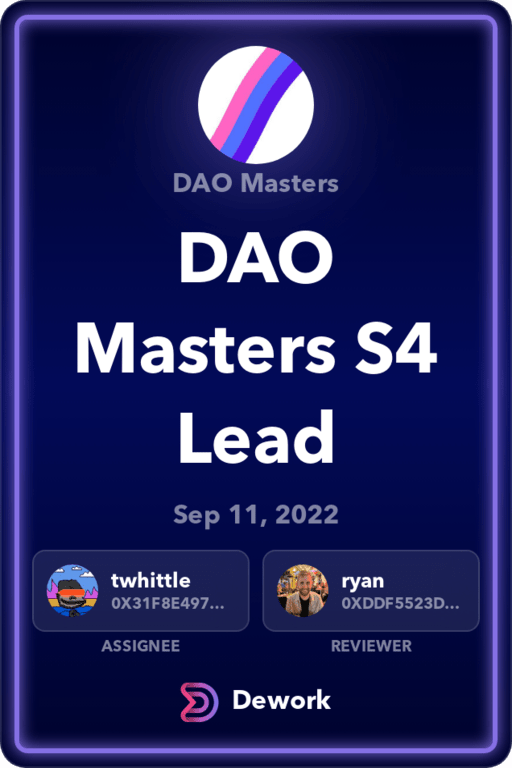 DAO Masters
DAO
Masters S4
Lead
Sep 11, 2022
twhittle
0X31F8E497...
ASSIGNEE
ryan
0XDDF5523D...
REVIEWER
Dework